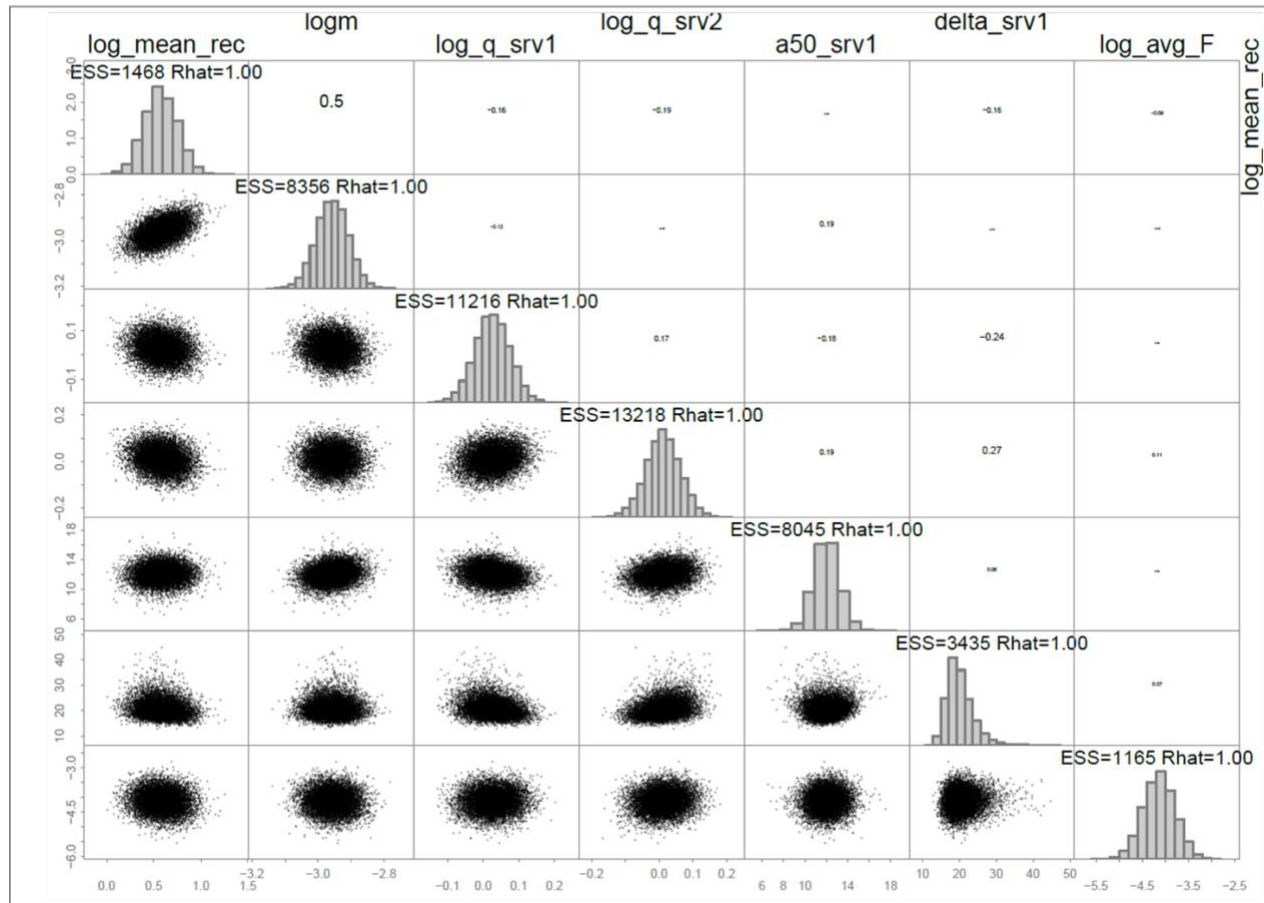 logm log_q_srv2 delta_srv1
log_mean_rec log_q_srv1 a50_srv1 log_avg_F
log_mean_rec
ESS=1468 Rhat=1.00
0.5 −0.16 −0.19 −0.16
0.0 1.0 2.0
ESS=8356 Rhat=1.00
0.19
−3.2 −3.0 −2.8
ESS=11216 Rhat=1.00
0.17 −0.18 −0.24
−0.1 0.1
ESS=13218 Rhat=1.00
0.19 0.27 0.11
−0.2 0.0 0.2
ESS=8045 Rhat=1.00
6 10 14 18
ESS=3435 Rhat=1.00
0.07
10 20 30 40 50
ESS=1165 Rhat=1.00
−6.0 −4.5 −3.0
0.0 0.5 1.0 1.5 −3.2 −3.0 −2.8 −0.1 0.0 0.1 0.2 −0.2 0.0 0.1 0.2 6 8 10 14 18 10 20 30 40 50 −5.5 −4.5 −3.5 −2.5